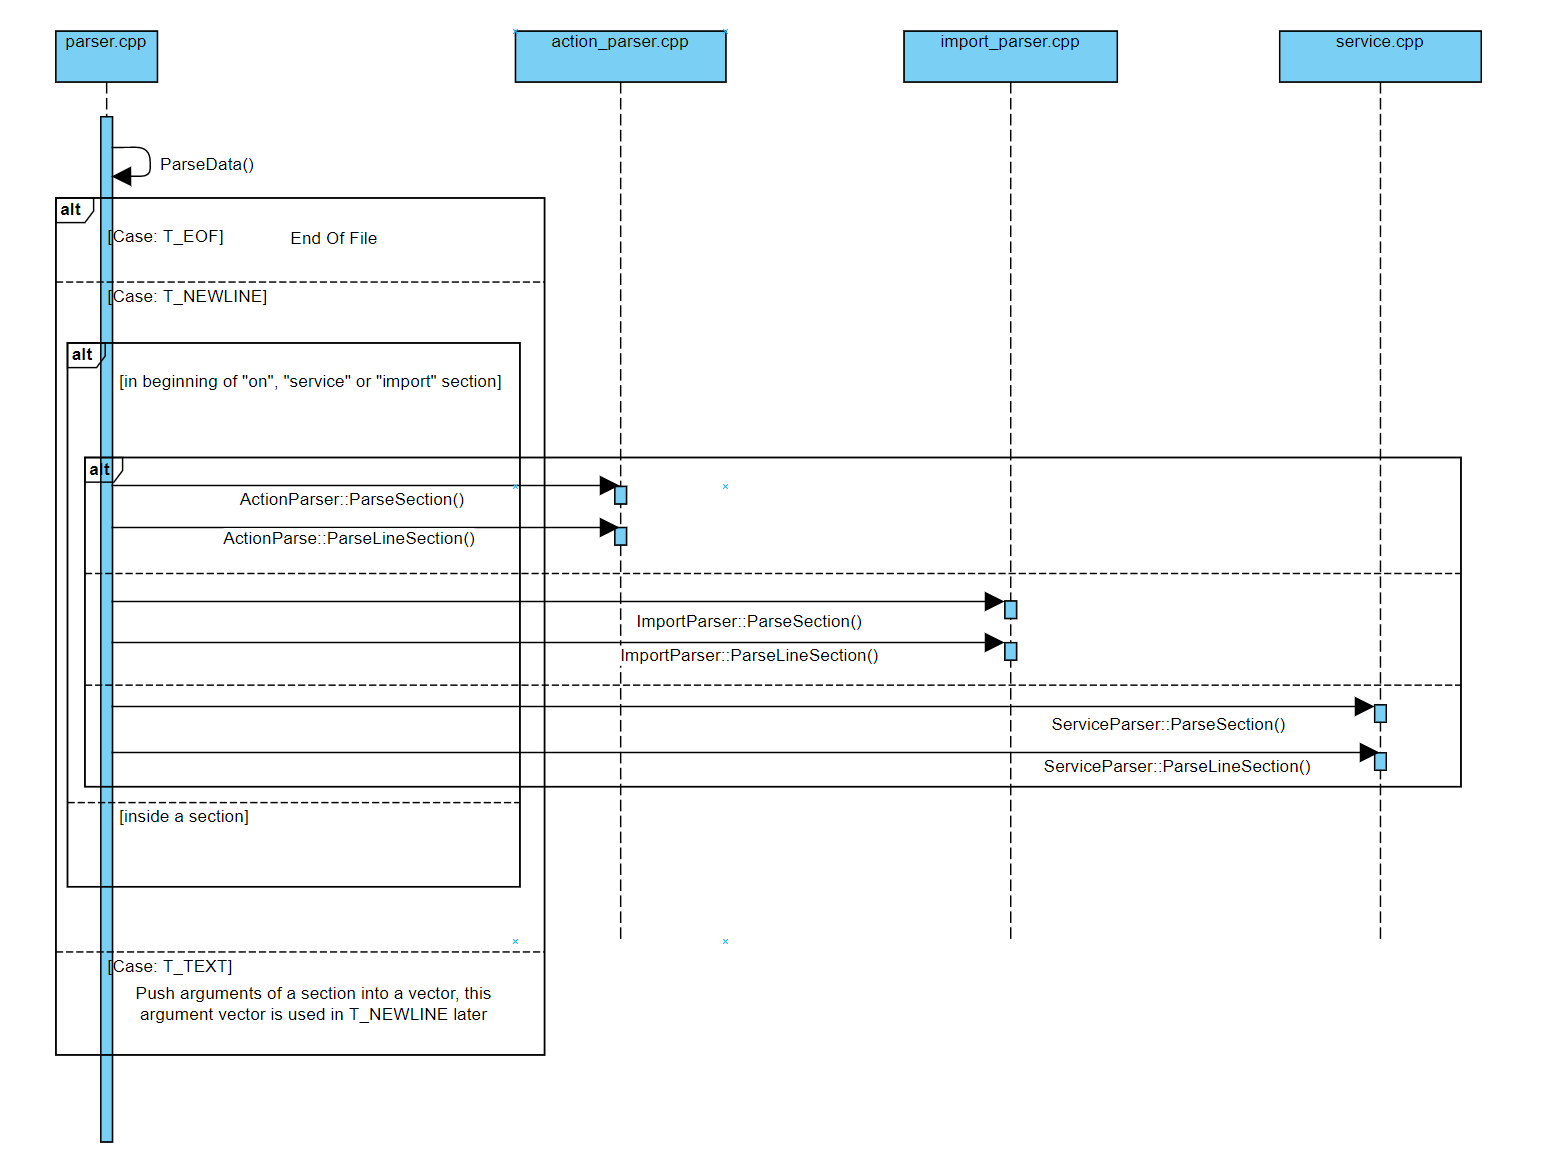 parser.cpp
action_parser.cpp
import_parser.cpp
service.cpp
ParseData()
alt
[Case: T_EOF]
End Of File
[Case: T_NEWLINE]
alt
[in beginning of "on", "service" or "import" section]
alt
ActionParser::ParseSection()
ActionParse::ParseLineSection()
ImportParser::ParseSection()
ImportParser::ParseLineSection()
ServiceParser::ParseSection()
ServiceParser::ParseLineSection()
[inside a section]
[Case: T_TEXT]
Push arguments of a section into a vector, this
argument vector is used in T_NEWLINE later